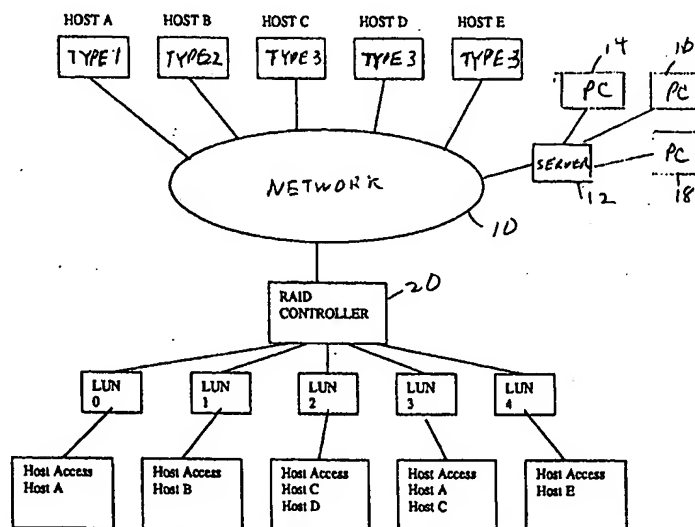 HOST A HOST B HOST C HOST D HOST E
TYPE 1 TYPE22 TYPE 3 TYPE 3 TYPE-3
14 16
PC PC
SERVER PC
12 18
NETWORK
10
20
RAID
CONTROLLER
LUN LUN LUN LUN LUN
0 1 2 3 4
Host Access Host Access Host Access Host Access Host Access
Host A Host B Host C Host A Host E
Host D Host C